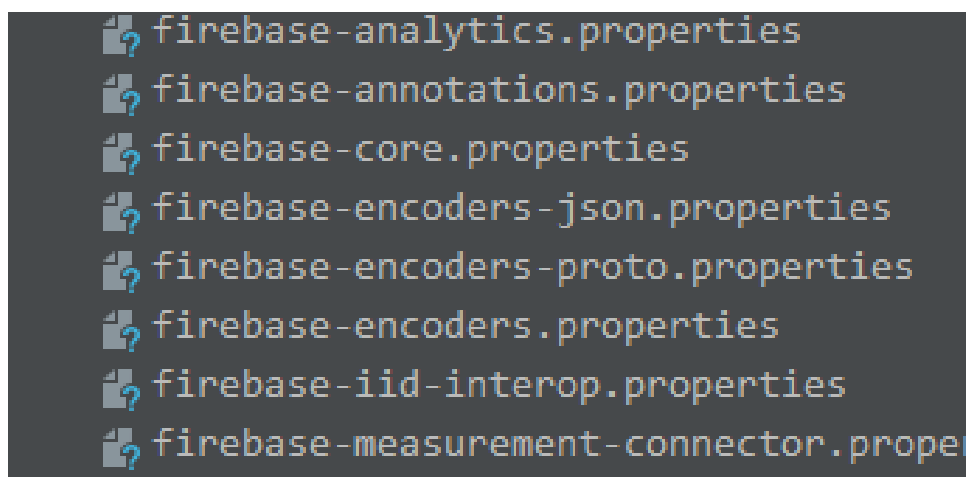 firebase-analytics.properties
firebase-annotations.properties
firebase-core.properties
firebase-encoders-json.properties
firebase-encoders-proto.properties
firebase-encoders.properties
firebase-iid-interop.properties
firebase-measurement-connector.proper